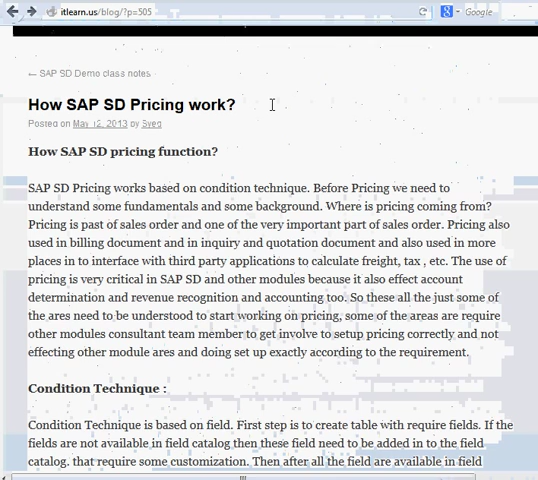 itlearn.us/blog/?p=505
Google
← SAP SD Demo class notes
How SAP SD Pricing work?
Posted on May 12, 2013 by Syed
How SAP SD pricing function?
SAP SD Pricing works based on condition technique. Before Pricing we need to
understand some fundamentals and some background. Where is pricing coming from?
Pricing is past of sales order and one of the very important part of sales order. Pricing also
used in billing document and in inquiry and quotation document and also used in more
places in to interface with third party applications to calculate freight, tax , etc. The use of
pricing is very critical in SAP SD and other modules because it also effect account
determination and revenue recognition and accounting too. So these all the just some of
the ares need to be understood to start working on pricing, some of the areas are require
other modules consultant team member to get involve to setup pricing correctly and not
effecting other module ares and doing set up exactly according to the requirement.
Condition Technique :
Condition Technique is based on field. First step is to create table with require fields. If the
fields are not available in field catalog then these field need to be added in to the field
catalog. that require some customization. Then after all the field are available in field